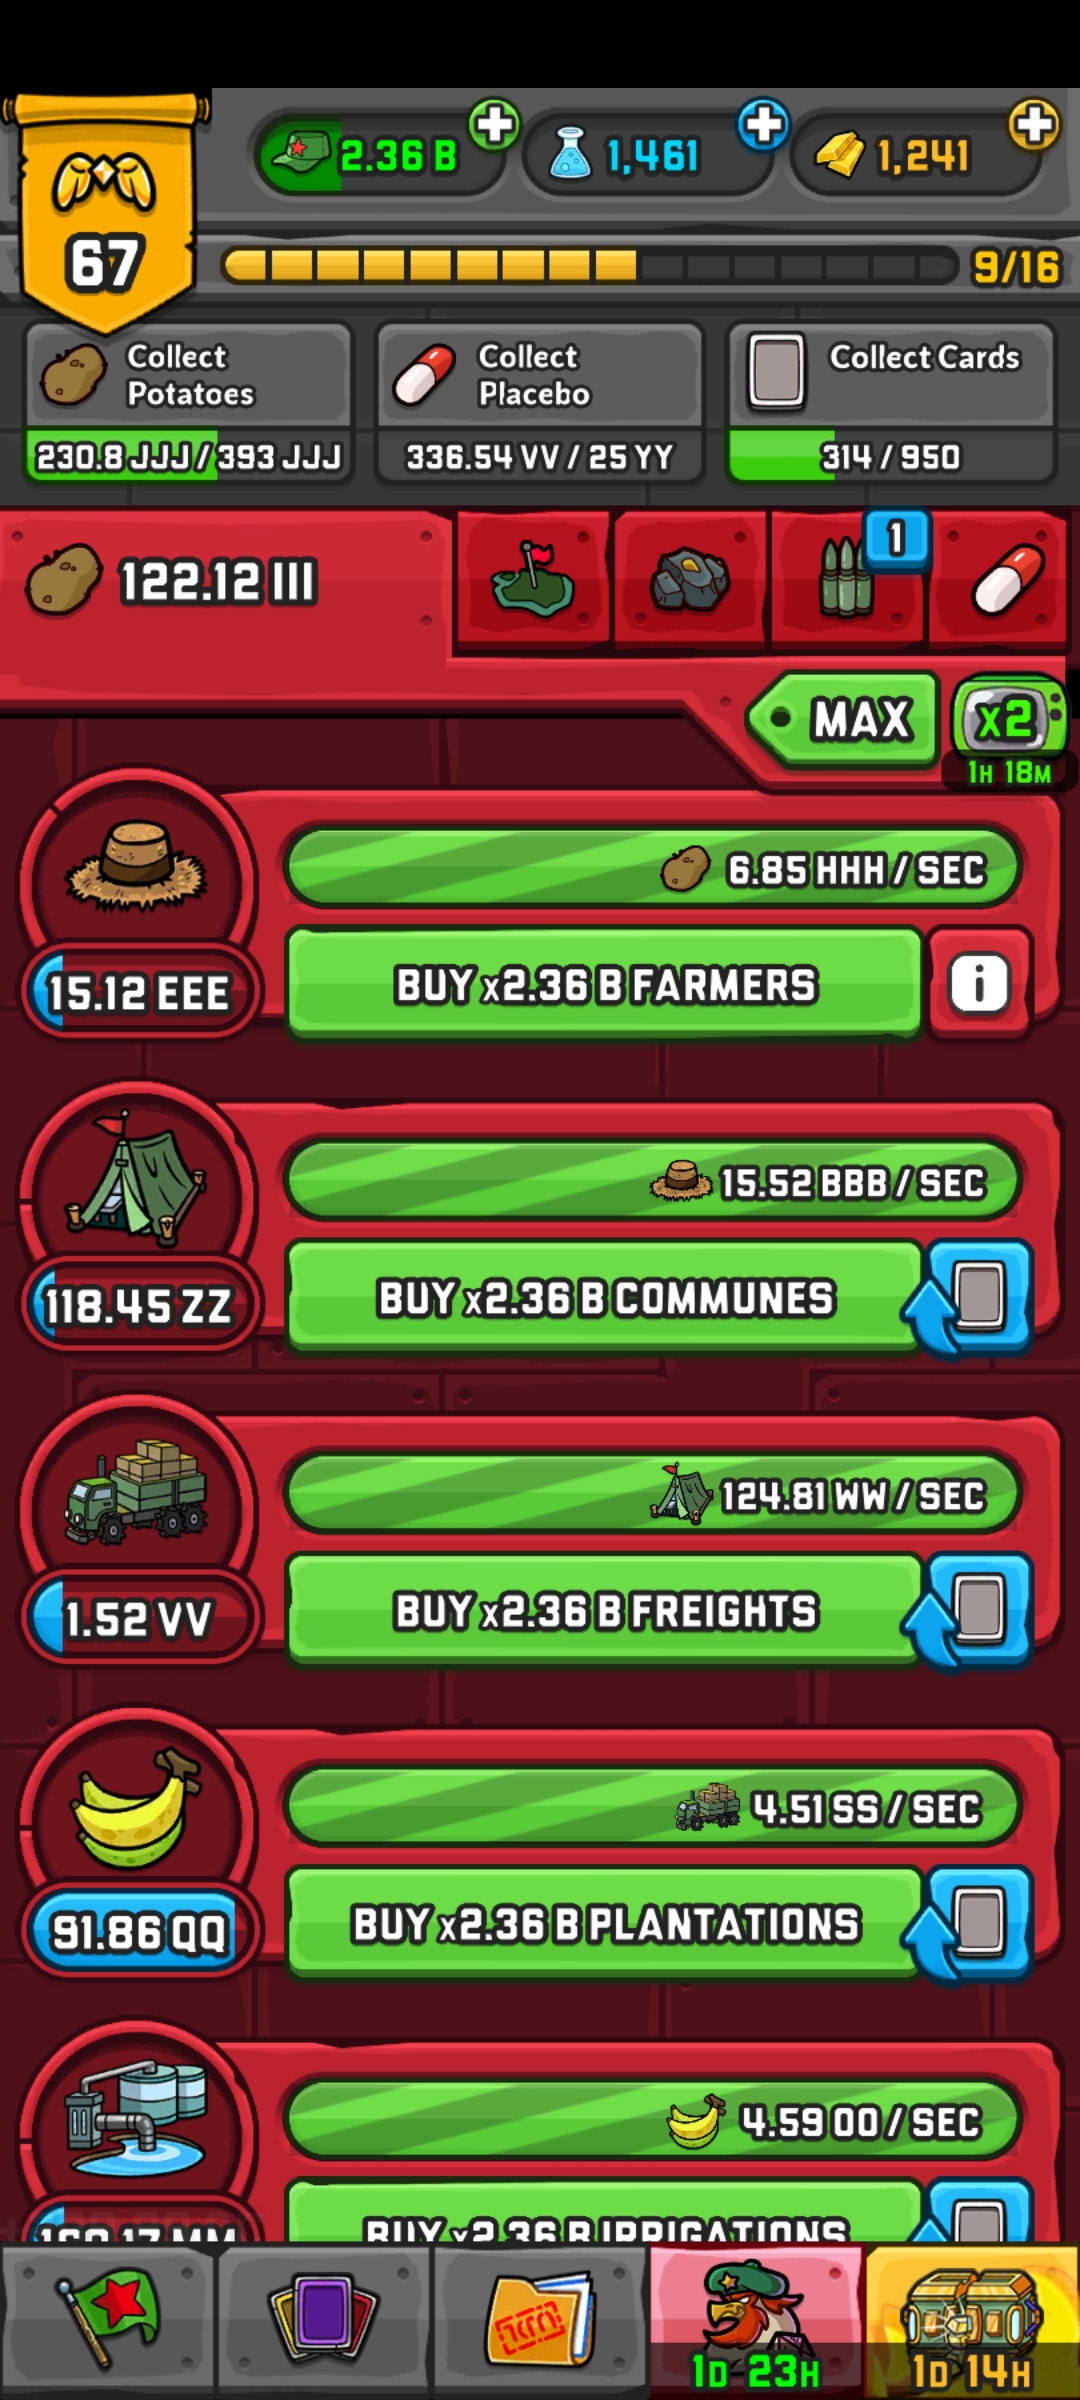 2.36 B
1,461
1,241
67
9/16
Collect
Potatoes
230.8 JJJ / 393 JJJ
Collect
Placebo
336.54 VV / 25 YY
Collect Cards
314 / 950
122.12 III
1
MAX
x2
1H 18M
6.85 HHH / SEC
15.12 EEE
BUY x2.36 B FARMERS
i
15.52 BBB / SEC
118.45 ZZ
BUY x2.36 B COMMUNES
124.81 WW / SEC
1.52 VV
BUY x2.36 B FREIGHTS
4.51 SS / SEC
91.86 QQ
BUY x2.36 B PLANTATIONS
4.59 OO / SEC
BUY x2.36 B IRRIGATIONS
1D 23H
1D 14H